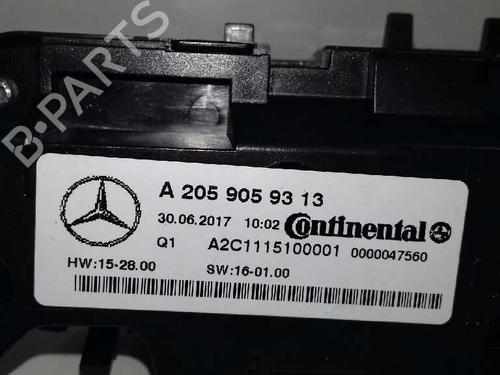 B-PARTS
A 205 905 93 13
30.06.2017 10:02 Continental
Q1 A2C1115100001 0000047560
HW:15-28.00 SW:16-01.00